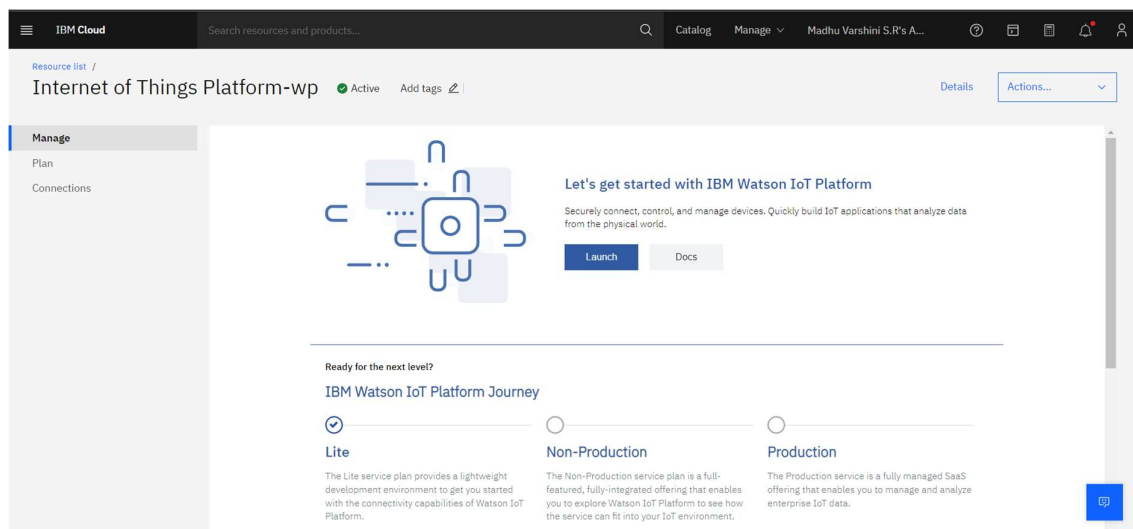 IBM Cloud
Search resources and products...
Catalog
Manage
Madhu Varshini S.R's A...
Resource list /
Internet of Things Platform-wp
Active
Add tags
Details
Actions...
Manage
Plan
Connections
Let's get started with IBM Watson IoT Platform
Securely connect, control, and manage devices. Quickly build IoT applications that analyze data
from the physical world.
Launch
Docs
Ready for the next level?
IBM Watson IoT Platform Journey
Lite
The Lite service plan provides a lightweight
development environment to get you started
with the connectivity capabilities of Watson IoT
Platform.
Non-Production
The Non-Production service plan is a full-
featured, fully-integrated offering that enables
you to explore Watson IoT Platform to see how
the service can fit into your IoT environment.
Production
The Production service is a fully managed SaaS
offering that enables you to manage and analyze
enterprise IoT data.